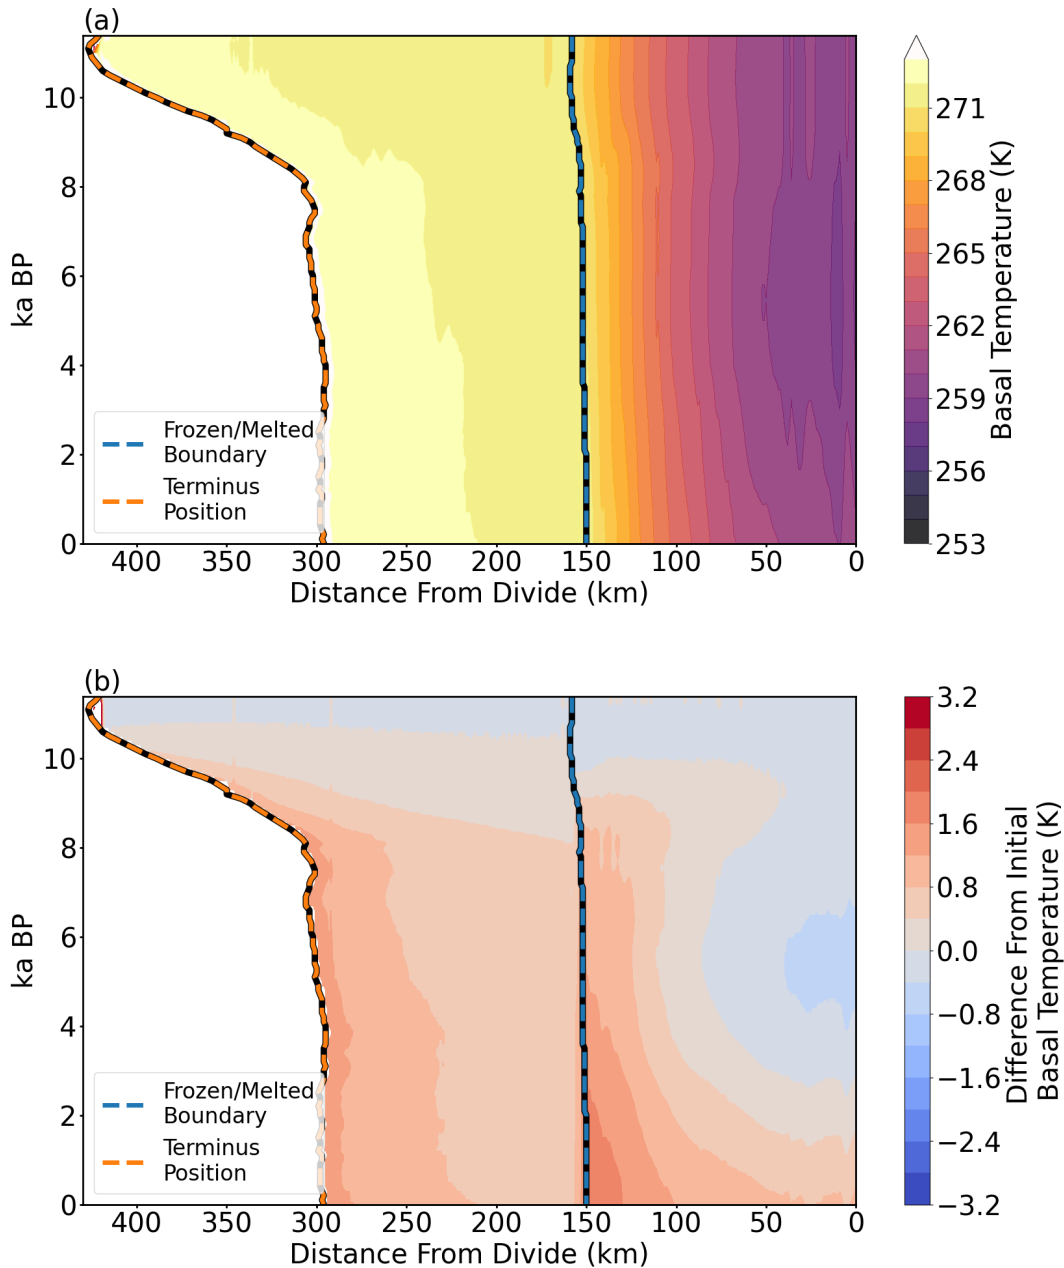 (a)
10
8
6
4
2
0
ka BP
Frozen/Melted
Boundary
Terminus
Position
400 350 300 250 200 150 100 50 0
Distance From Divide (km)
271
268
265
262
259
256
253
Basal Temperature (K)
(b)
10
8
6
4
2
0
ka BP
Frozen/Melted
Boundary
Terminus
Position
400 350 300 250 200 150 100 50 0
Distance From Divide (km)
3.2
2.4
1.6
0.8
0.0
−0.8
−1.6
−2.4
−3.2
Difference From Initial
Basal Temperature (K)